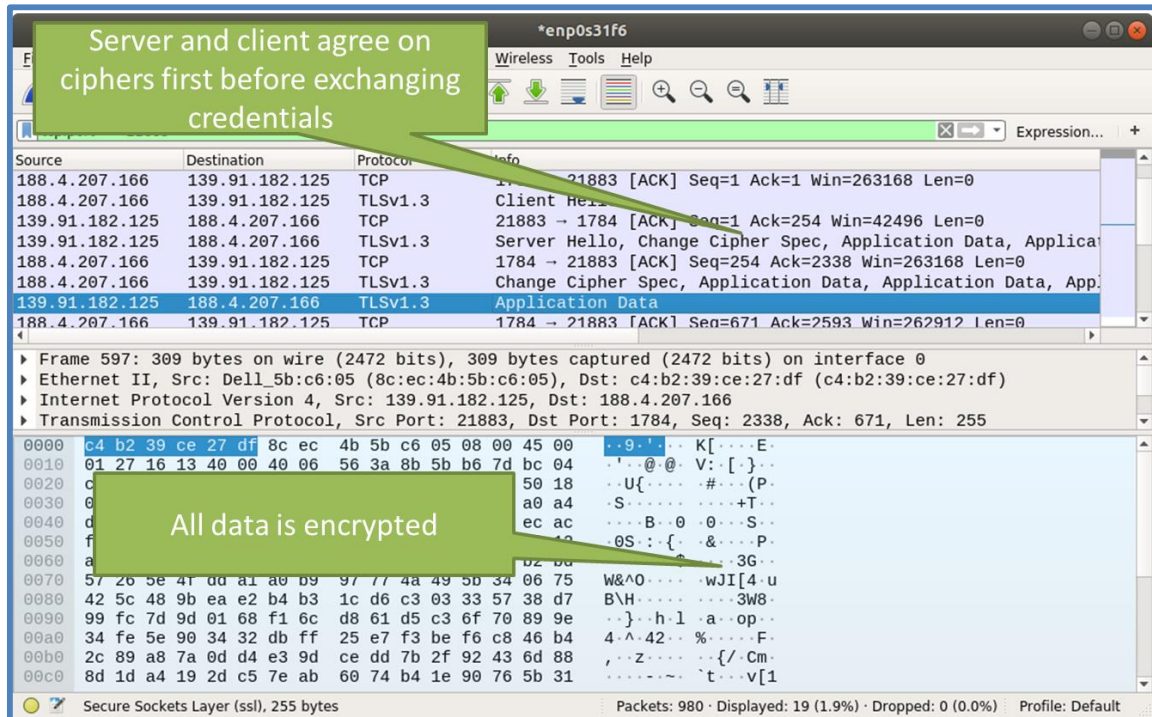 *enp0s31f6
Server and client agree on
ciphers first before exchanging
credentials
Wireless Tools Help
Expression... +
Source Destination Protocol Info
188.4.207.166 139.91.182.125 TCP 21883 [ACK] Seq=1 Ack=1 Win=263168 Len=0
188.4.207.166 139.91.182.125 TLSv1.3 Client
139.91.182.125 188.4.207.166 TCP 21883 → 1784 [ACK] Seq=1 Ack=254 Win=42496 Len=0
139.91.182.125 188.4.207.166 TLSv1.3 Server Hello, Change Cipher Spec, Application Data, Applicat
188.4.207.166 139.91.182.125 TCP 1784 → 21883 [ACK] Seq=254 Ack=2338 Win=263168 Len=0
188.4.207.166 139.91.182.125 TLSv1.3 Change Cipher Spec, Application Data, Application Data, App
139.91.182.125 188.4.207.166 TLSv1.3 Application Data
188.4.207.166 139.91.182.125 TCP 1784 → 21883 [ACK] Seq=671 Ack=2593 Win=262912 Len=0
Frame 597: 309 bytes on wire (2472 bits), 309 bytes captured (2472 bits) on interface 0
Ethernet II, Src: Dell_5b:c6:05 (8c:ec:4b:5b:c6:05), Dst: c4:b2:39:ce:27:df (c4:b2:39:ce:27:df)
Internet Protocol Version 4, Src: 139.91.182.125, Dst: 188.4.207.166
Transmission Control Protocol, Src Port: 21883, Dst Port: 1784, Seq: 2338, Ack: 671, Len: 255
0000 c4 b2 39 ce 27 df 8c ec 4b 5b c6 05 08 00 45 00 ··9·'··· K[····E·
0010 01 27 16 13 40 00 40 06 56 3a 8b 5b b6 7d bc 04 ·'··@·@· V:·[·}··
0020 50 18 ··U{···· ·#···(P·
0030 a0 a4 ·S······ ····+T··
0040 ec ac ····B··0 ·0···S··
0050 ·0S·:·{· ·&····P·
0060 ····3G··
All data is encrypted
0070 57 26 5e 4f dd a1 a0 b9 97 77 4a 49 5b 34 06 75 W&^O···· ·wJI[4·u
0080 42 5c 48 9b ea e2 b4 b3 1c d6 c3 03 33 57 38 d7 B\H····· ····3W8·
0090 99 fc 7d 9d 01 68 f1 6c d8 61 d5 c3 6f 70 89 9e ··}··h·l ·a··op··
00a0 34 fe 5e 90 34 32 db ff 25 e7 f3 be f6 c8 46 b4 4·^·42·· %·····F·
00b0 2c 89 a8 7a 0d d4 e3 9d ce dd 7b 2f 92 43 6d 88 ,··z···· ··{/·Cm·
00c0 8d 1d a4 19 2d c5 7e ab 60 74 b4 1e 90 76 5b 31 ····-·~· `t···v[1
Secure Sockets Layer (ssl), 255 bytes Packets: 980 · Displayed: 19 (1.9%) · Dropped: 0 (0.0%) Profile: Default